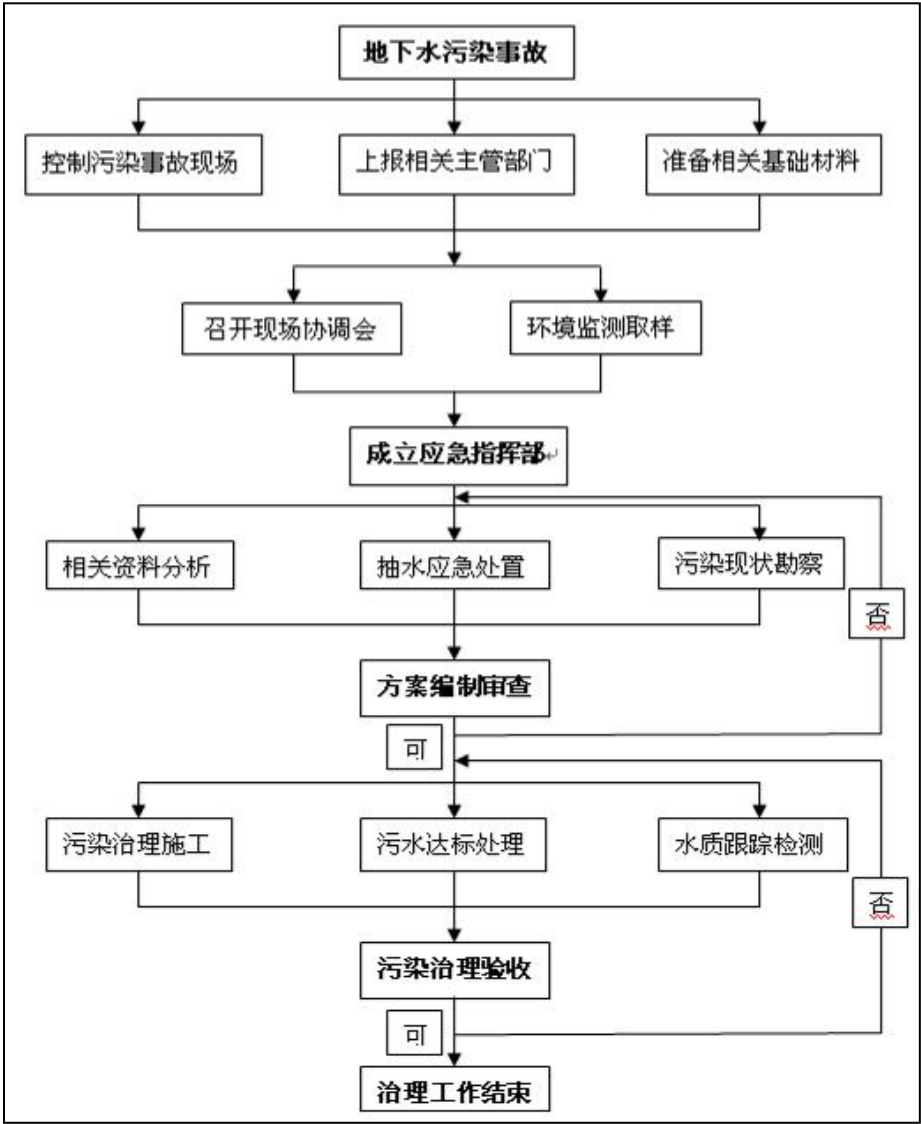 地下水污染事故
控制污染事故现场
上报相关主管部门
准备相关基础材料
召开现场协调会
环境监测取样
成立应急指挥部↵
相关资料分析
抽水应急处置
污染现状勘察
否
方案编制审查
可
污染治理施工
污水达标处理
水质跟踪检测
否
污染治理验收
可
治理工作结束